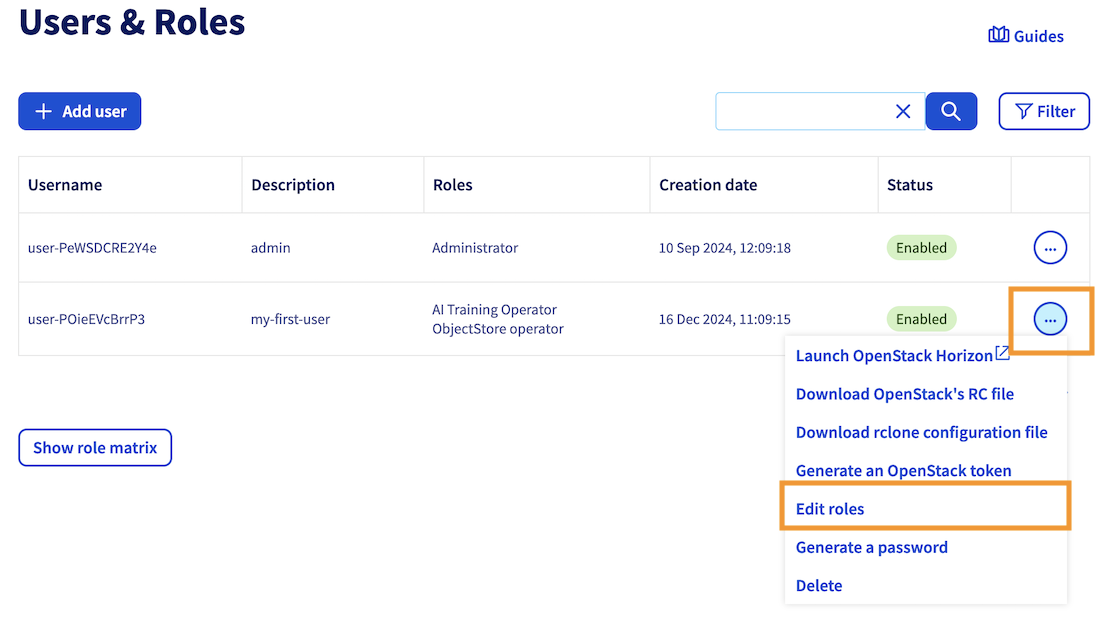 Users & Roles
Guides
Add user
Filter
Username Description Roles Creation date Status
user-PeWSDCRE2Y4e admin Administrator 10 Sep 2024, 12:09:18 Enabled ...
user-POieEVcBrrP3 my-first-user AI Training Operator 16 Dec 2024, 11:09:15 Enabled ...
ObjectStore operator
Launch OpenStack Horizon
Download OpenStack's RC file
Download rclone configuration file
Show role matrix
Generate an OpenStack token
Edit roles
Generate a password
Delete